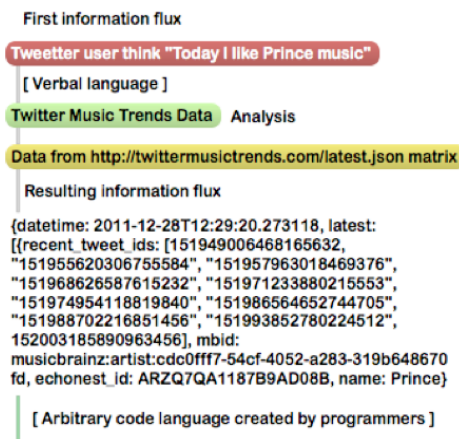 First information flux
Tweetter user think "Today I like Prince music"
[ Verbal language ]
Twitter Music Trends Data Analysis
Data from http://twittermusictrends.com/latest.json matrix
Resulting information flux
{datetime: 2011-12-28T12:29:20.273118, latest:
[{recent_tweet_ids: [151949006468165632,
"151955620306755584", "151957963018469376",
"151968626587615232", "151971233880215553",
"151974954118819840", "151986564652744705",
"151988702216851456", "151993852780224512",
152003185890963456], mbid:
musicbrainz:artist:cdc0fff7-54cf-4052-a283-319b648670
fd, echonest_id: ARZQ7QA1187B9AD08B, name: Prince}
[ Arbitrary code language created by programmers ]